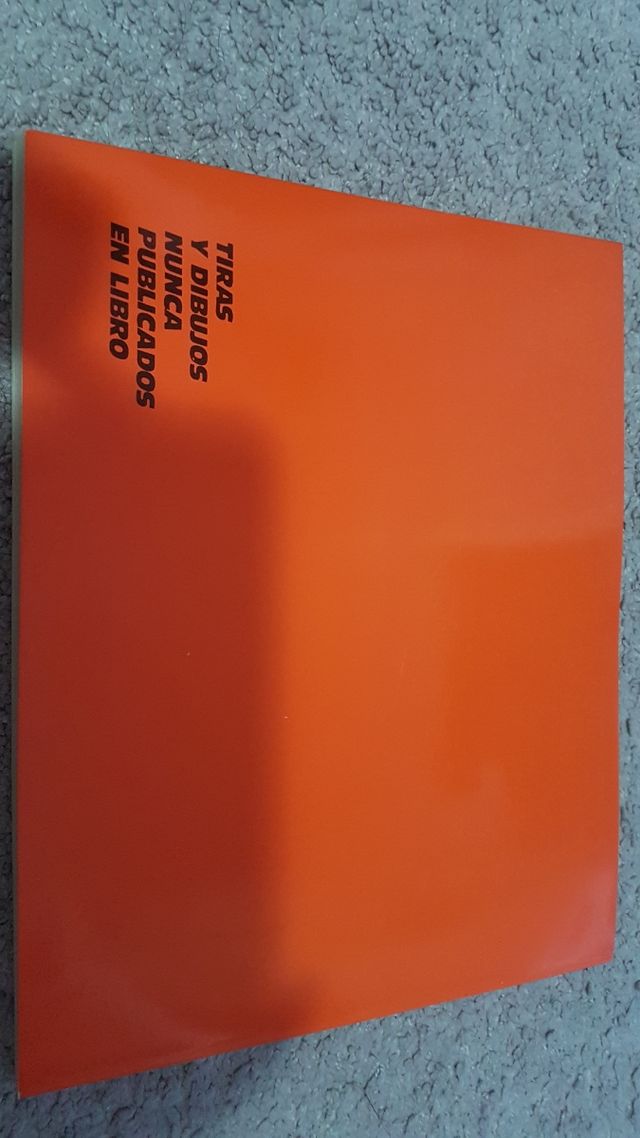 TIRAS
Y DIBUJOS
NUNCA
PUBLICADOS
EN LIBRO